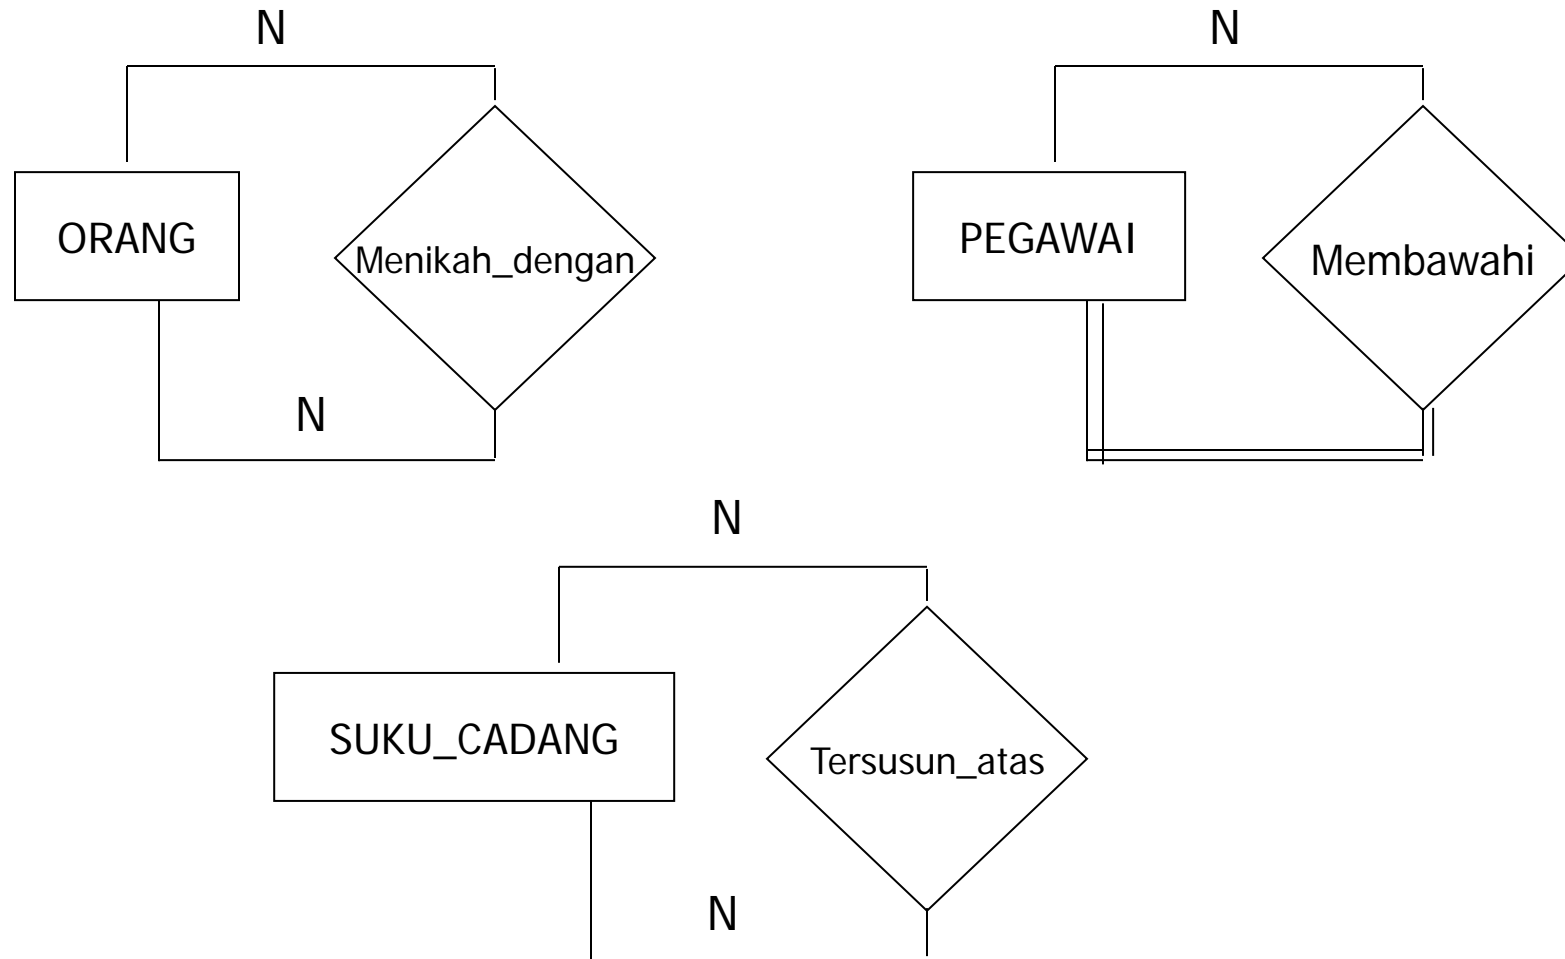 N
N
ORANG
Menikah_dengan
PEGAWAI
Membawahi
N
N
SUKU_CADANG
Tersusun_atas
N